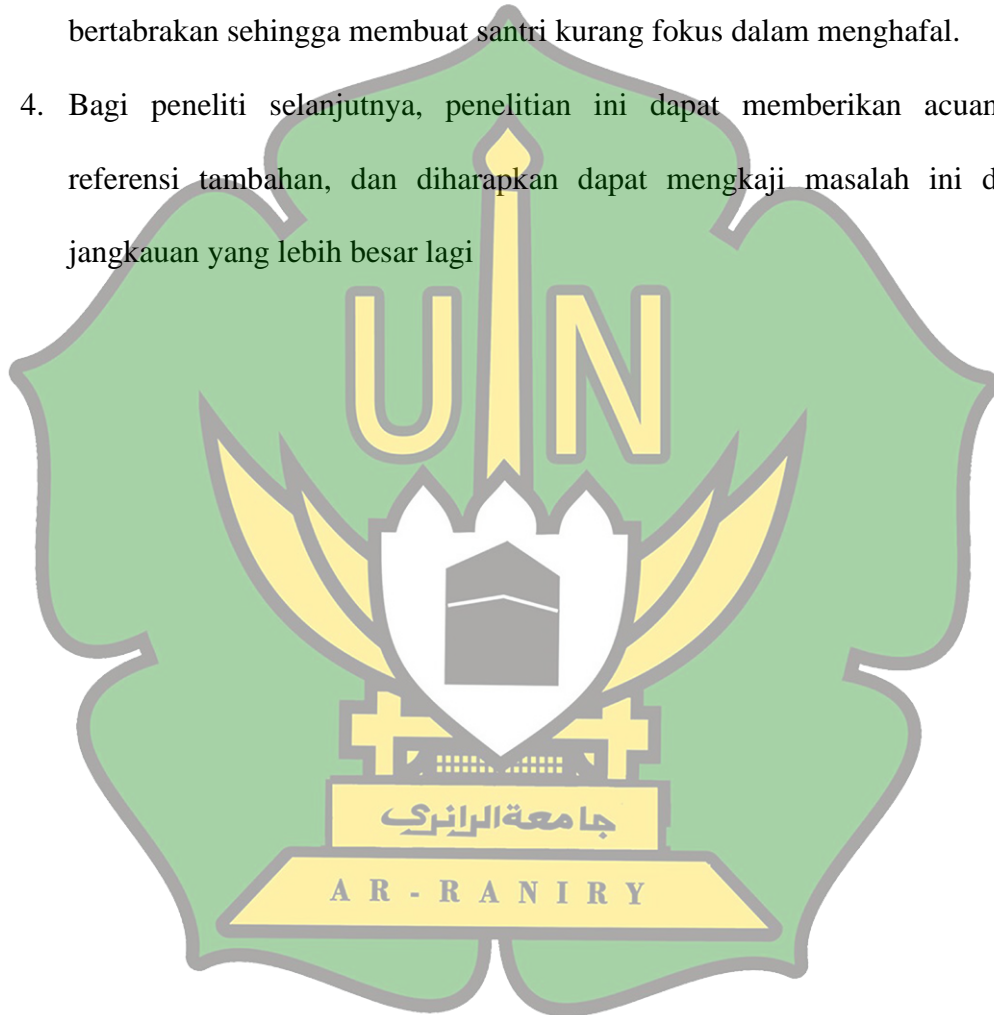 bertabrakan sehingga membuat santri kurang fokus dalam menghafal.
4. Bagi peneliti selanjutnya, penelitian ini dapat memberikan acuan
referensi tambahan, dan diharapkan dapat mengkaji masalah ini d
jangkauan yang lebih besar lagi
UIN
جامعة الرانري
AR - RANIRY